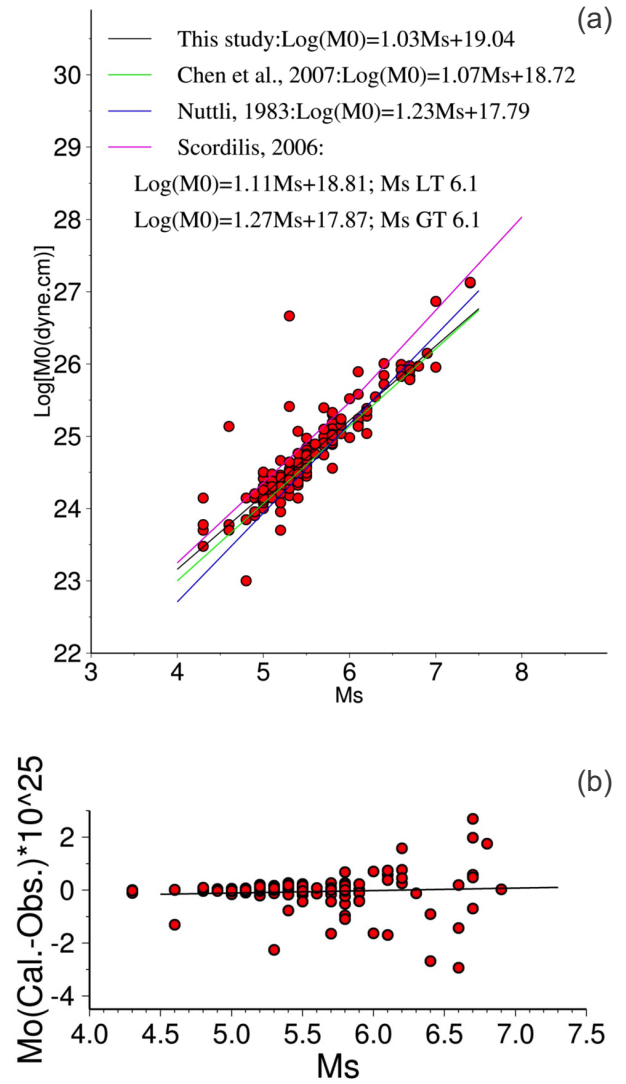 (a)
This study:Log(M0)=1.03Ms+19.04
Chen et al., 2007:Log(M0)=1.07Ms+18.72
Nuttli, 1983:Log(M0)=1.23Ms+17.79
Scordilis, 2006:
Log(M0)=1.11Ms+18.81; Ms LT 6.1
Log(M0)=1.27Ms+17.87; Ms GT 6.1
Log[M0(dyne.cm)]
30
29
28
27
26
25
24
23
22
3 4 5 6 7 8
Ms
(b)
Mo(Cal.-Obs.)*10^25
2
0
-2
-4
4.0 4.5 5.0 5.5 6.0 6.5 7.0 7.5
Ms